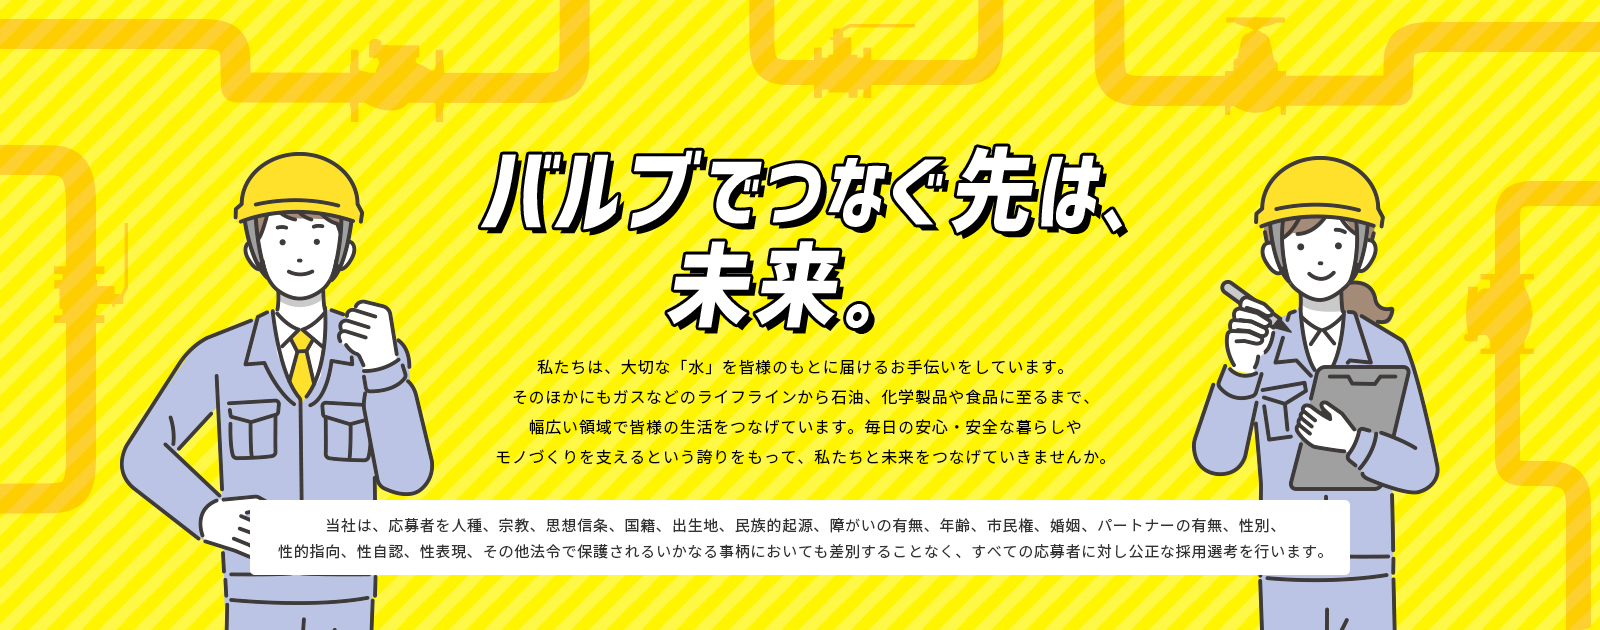 バルブでつなぐ先は、
未来。
私たちは、大切な「水」を皆様のもとに届けるお手伝いをしています。
そのほかにもガスなどのライフラインから石油、化学製品や食品に至るまで、
幅広い領域で皆様の生活をつなげています。毎日の安心・安全な暮らしや
モノづくりを支えるという誇りをもって、私たちと未来をつなげていきませんか。
当社は、応募者を人種、宗教、思想信条、国籍、出生地、民族的起源、障がいの有無、年齢、市民権、婚姻、パートナーの有無、性別、
性的指向、性自認、性表現、その他法令で保護されるいかなる事柄においても差別することなく、すべての応募者に対し公正な採用選考を行います。